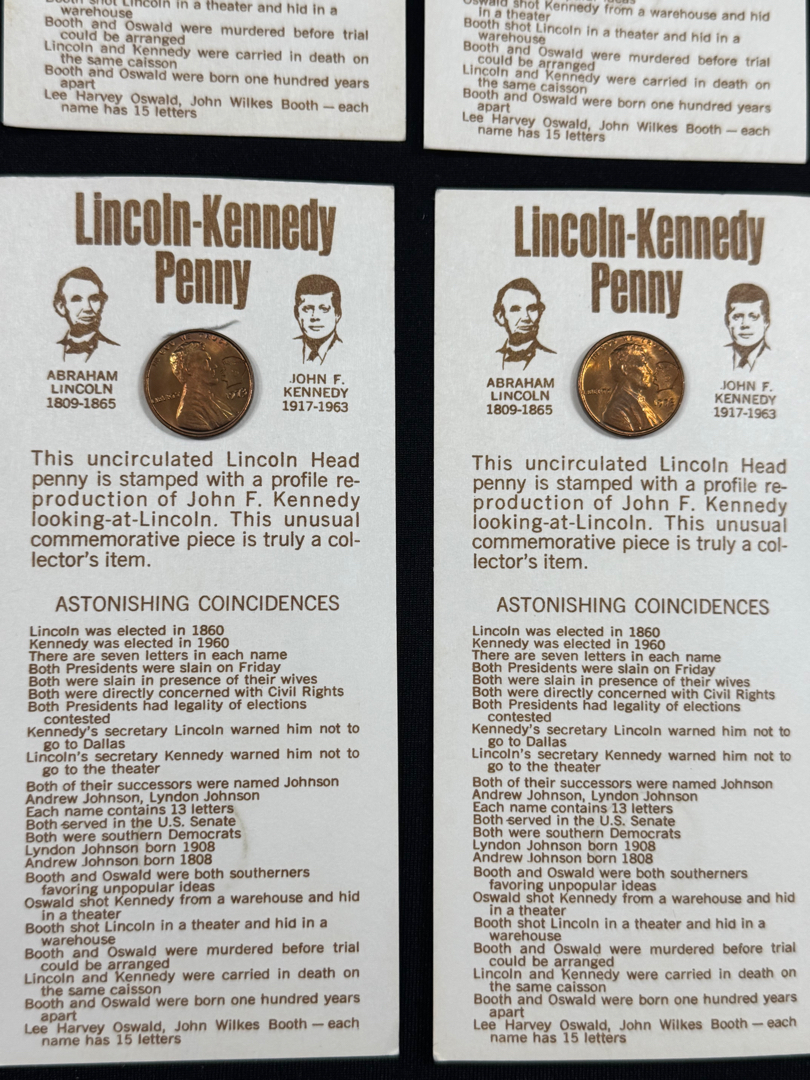 Booth shot Lincoln in a theater and hid in a
warehouse
Booth and Oswald were murdered before trial
could be arranged
Lincoln and Kennedy were carried in death on
the same caisson
Booth and Oswald were born one hundred years
apart
Lee Harvey Oswald, John Wilkes Booth — each
name has 15 letters
Oswald shot Kennedy from a warehouse and hid
in a theater
Booth shot Lincoln in a theater and hid in a
warehouse
Booth and Oswald were murdered before trial
could be arranged
Lincoln and Kennedy were carried in death on
the same caisson
Booth and Oswald were born one hundred years
apart
Lee Harvey Oswald, John Wilkes Booth — each
name has 15 letters
Lincoln-Kennedy
Penny
ABRAHAM
LINCOLN
1809-1865
JOHN F.
KENNEDY
1917-1963
This uncirculated Lincoln Head
penny is stamped with a profile re-
production of John F. Kennedy
looking-at-Lincoln. This unusual
commemorative piece is truly a col-
lector's item.
ASTONISHING COINCIDENCES
Lincoln was elected in 1860
Kennedy was elected in 1960
There are seven letters in each name
Both Presidents were slain on Friday
Both were slain in presence of their wives
Both were directly concerned with Civil Rights
Both Presidents had legality of elections
contested
Kennedy's secretary Lincoln warned him not to
go to Dallas
Lincoln's secretary Kennedy warned him not to
go to the theater
Both of their successors were named Johnson
Andrew Johnson, Lyndon Johnson
Each name contains 13 letters
Both served in the U.S. Senate
Both were southern Democrats
Lyndon Johnson born 1908
Andrew Johnson born 1808
Booth and Oswald were both southerners
favoring unpopular ideas
Oswald shot Kennedy from a warehouse and hid
in a theater
Booth shot Lincoln in a theater and hid in a
warehouse
Booth and Oswald were murdered before trial
could be arranged
Lincoln and Kennedy were carried in death on
the same caisson
Booth and Oswald were born one hundred years
apart
Lee Harvey Oswald, John Wilkes Booth — each
name has 15 letters
Lincoln-Kennedy
Penny
ABRAHAM
LINCOLN
1809-1865
JOHN F.
KENNEDY
1917-1963
This uncirculated Lincoln Head
penny is stamped with a profile re-
production of John F. Kennedy
looking-at-Lincoln. This unusual
commemorative piece is truly a col-
lector's item.
ASTONISHING COINCIDENCES
Lincoln was elected in 1860
Kennedy was elected in 1960
There are seven letters in each name
Both Presidents were slain on Friday
Both were slain in presence of their wives
Both were directly concerned with Civil Rights
Both Presidents had legality of elections
contested
Kennedy's secretary Lincoln warned him not to
go to Dallas
Lincoln's secretary Kennedy warned him not to
go to the theater
Both of their successors were named Johnson
Andrew Johnson, Lyndon Johnson
Each name contains 13 letters
Both served in the U.S. Senate
Both were southern Democrats
Lyndon Johnson born 1908
Andrew Johnson born 1808
Booth and Oswald were both southerners
favoring unpopular ideas
Oswald shot Kennedy from a warehouse and hid
in a theater
Booth shot Lincoln in a theater and hid in a
warehouse
Booth and Oswald were murdered before trial
could be arranged
Lincoln and Kennedy were carried in death on
the same caisson
Booth and Oswald were born one hundred years
apart
Lee Harvey Oswald, John Wilkes Booth — each
name has 15 letters